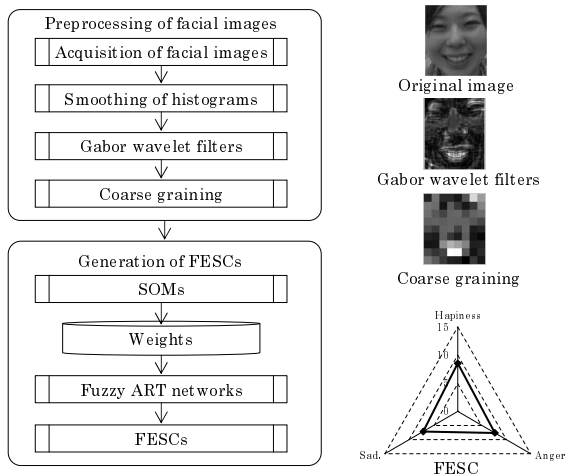 Preprocessing of facial images
Acquisition of facial images
Smoothing of histograms
Gabor wavelet filters
Coarse graining
Generation of FESCs
SOMs
Weights
Fuzzy ART networks
FESCs
Original image
Gabor wavelet filters
Coarse graining
Hapiness
15
10
5
0
Sad.
Anger
FESC